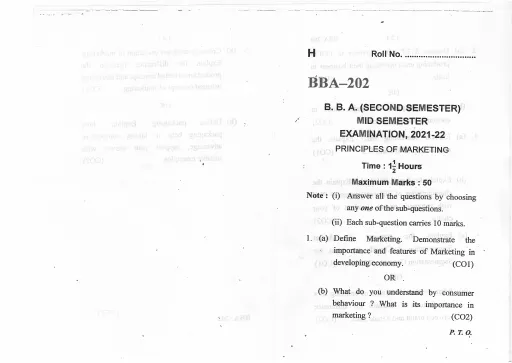 H Roll No. ..............................
BBA–202
B. B. A. (SECOND SEMESTER)
MID SEMESTER
EXAMINATION, 2021-22
PRINCIPLES OF MARKETING
Time : 1½ Hours
Maximum Marks : 50
Note : (i) Answer all the questions by choosing
any one of the sub-questions.
(ii) Each sub-question carries 10 marks.
1. (a) Define Marketing. Demonstrate the
importance and features of Marketing in
developing economy. (CO1)
OR
(b) What do you understand by consumer
behaviour ? What is its importance in
marketing ? (CO2)
P. T. O.